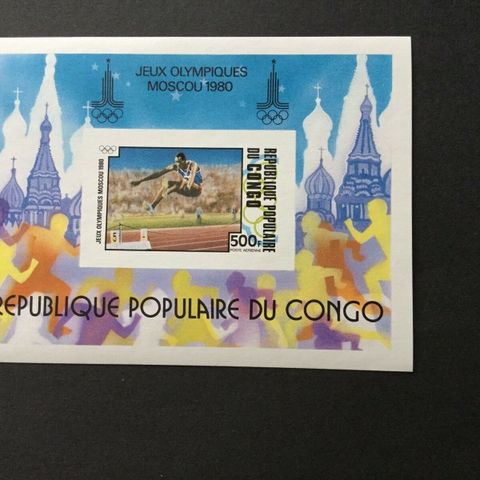 JEUX OLYMPIQUES
MOSCOU 1980
JEUX OLYMPIQUES MOSCOU 1980
REPUBLIQUE POPULAIRE
DU CONGO
500F
POSTE AERIENNE
REPUBLIQUE POPULAIRE DU CONGO